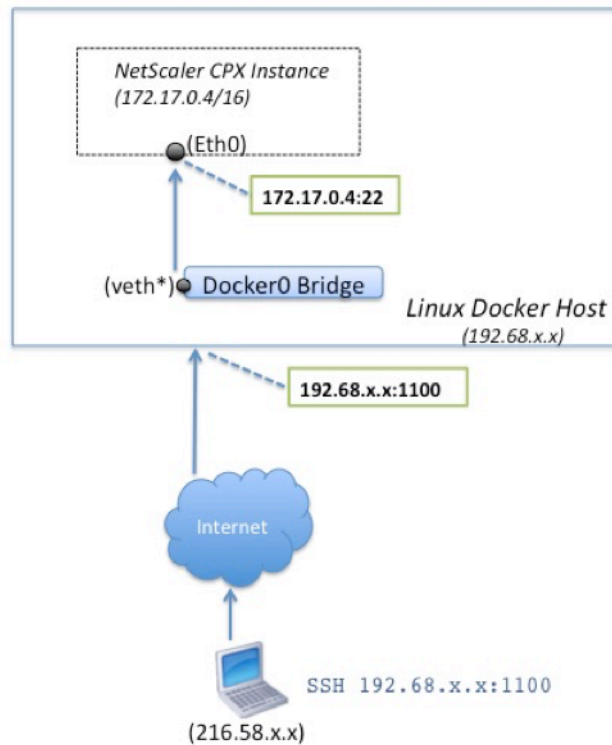 NetScaler CPX Instance
(172.17.0.4/16)
(Eth0)
172.17.0.4:22
(veth*)
Docker0 Bridge
Linux Docker Host
(192.68.x.x)
192.68.x.x:1100
Internet
SSH 192.68.x.x:1100
(216.58.x.x)